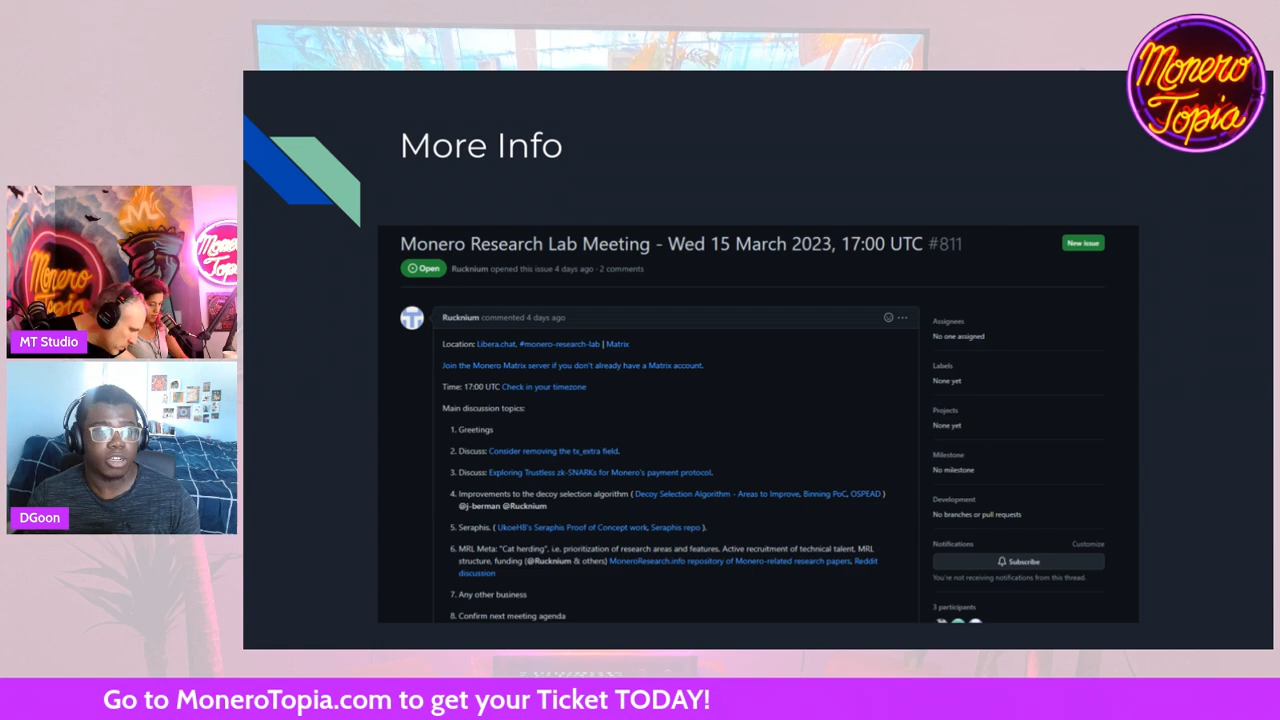 Monero
Topia
More Info
Monero Research Lab Meeting - Wed 15 March 2023, 17:00 UTC #811
New issue
Open
Rucknium opened this issue 4 days ago · 2 comments
Rucknium commented 4 days ago
Location: Libera.chat, #monero-research-lab | Matrix
Join the Monero Matrix server if you don't already have a Matrix account.
Time: 17:00 UTC Check in your timezone
Main discussion topics:
1. Greetings
2. Discuss: Consider removing the tx_extra field.
3. Discuss: Exploring Trustless zk-SNARKs for Monero's payment protocol.
4. Improvements to the decoy selection algorithm ( Decoy Selection Algorithm - Areas to Improve, Binning PoC, OSPEAD )
@j-berman @Rucknium
5. Seraphis. ( UkoeH8's Seraphis Proof of Concept work, Seraphis repo ).
6. MRL Meta: "Cat herding", i.e. prioritization of research areas and features. Active recruitment of technical talent. MRL
structure, funding (@Rucknium & others) MoneroResearch.info repository of Monero-related research papers, Reddit
discussion
7. Any other business
8. Confirm next meeting agenda
Assignees
No one assigned
Labels
None yet
Projects
None yet
Milestone
No milestone
Development
No branches or pull requests
Notifications
Customize
Subscribe
You're not receiving notifications from this thread.
3 participants
Monero
Topia
Monero
MT Studio
DGoon
Go to MoneroTopia.com to get your Ticket TODAY!